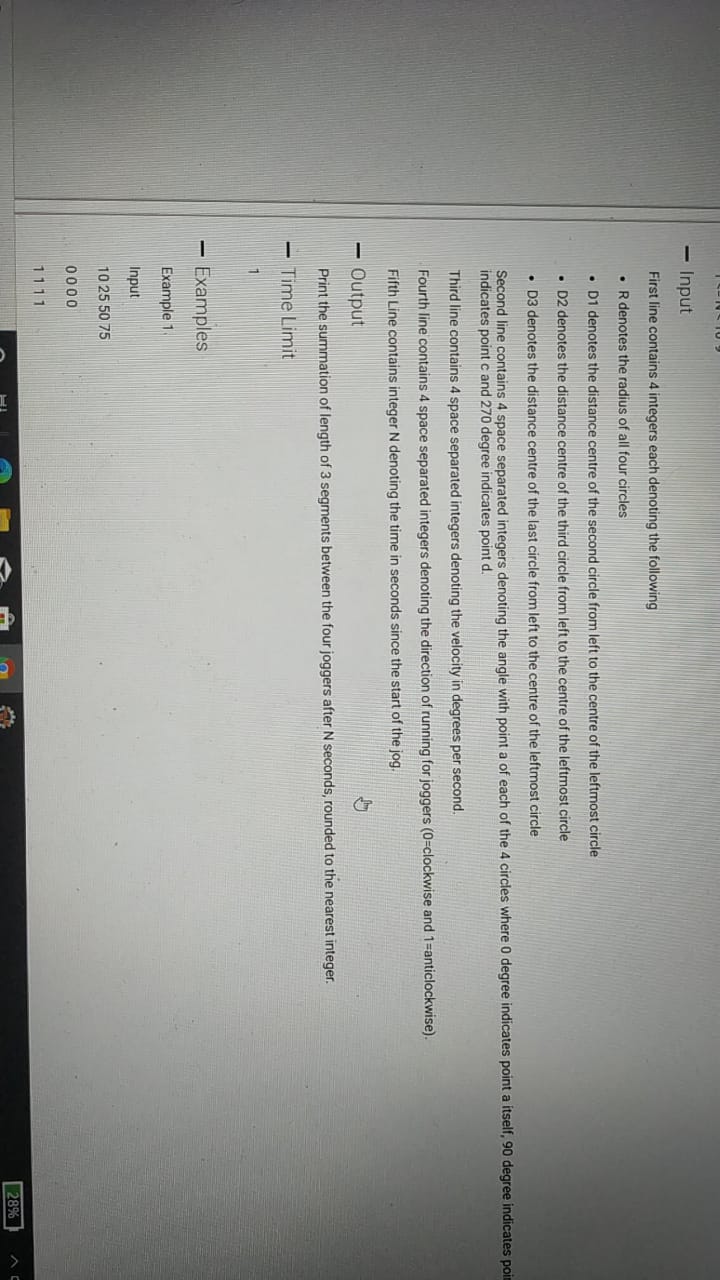 Input
First line contains 4 integers each denoting the following
• R denotes the radius of all four circles
• D1 denotes the distance centre of the second circle from left to the centre of the leftmost circle
• D2 denotes the distance centre of the third circle from left to the centre of the leftmost circle
• D3 denotes the distance centre of the last circle from left to the centre of the leftmost circle
Second line contains 4 space separated integers denoting the angle with point a of each of the 4 circles where 0 degree indicates point a itself, 90 degree indicates
indicates point c and 270 degree indicates point d.
Third line contains 4 space separated integers denoting the velocity in degrees per second.
Fourth line contains 4 space separated integers denoting the direction of running for joggers (0=clockwise and 1=anticlockwise).
Fifth Line contains integer N denoting the time in seconds since the start of the jog.
Output
Print the summation of length of 3 segments between the four joggers after N seconds, rounded to the nearest integer.
Time Limit
1
Examples
Example 1
Input
10 25 50 75
0 0 0 0
1 1 1 1
28%